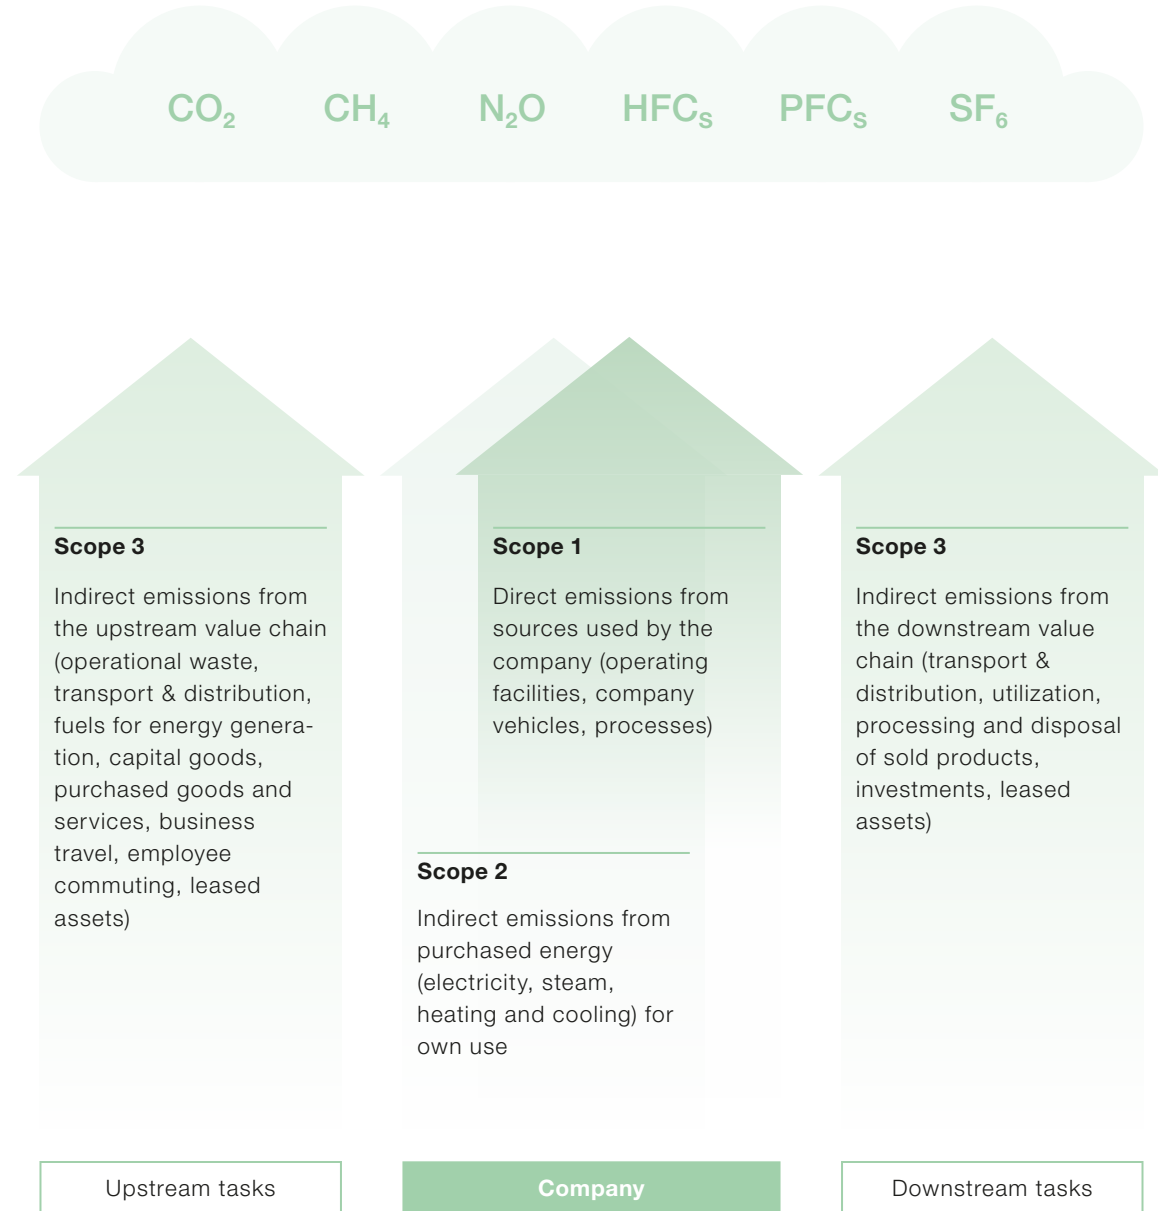 CO₂ CH₄ N₂O HFCₛ PFCₛ SF₆
Scope 3
Indirect emissions from
the upstream value chain
(operational waste,
transport & distribution,
fuels for energy genera-
tion, capital goods,
purchased goods and
services, business
travel, employee
commuting, leased
assets)
Scope 1
Direct emissions from
sources used by the
company (operating
facilities, company
vehicles, processes)
Scope 2
Indirect emissions from
purchased energy
(electricity, steam,
heating and cooling) for
own use
Scope 3
Indirect emissions from
the downstream value
chain (transport &
distribution, utilization,
processing and disposal
of sold products,
investments, leased
assets)
Upstream tasks
Company
Downstream tasks